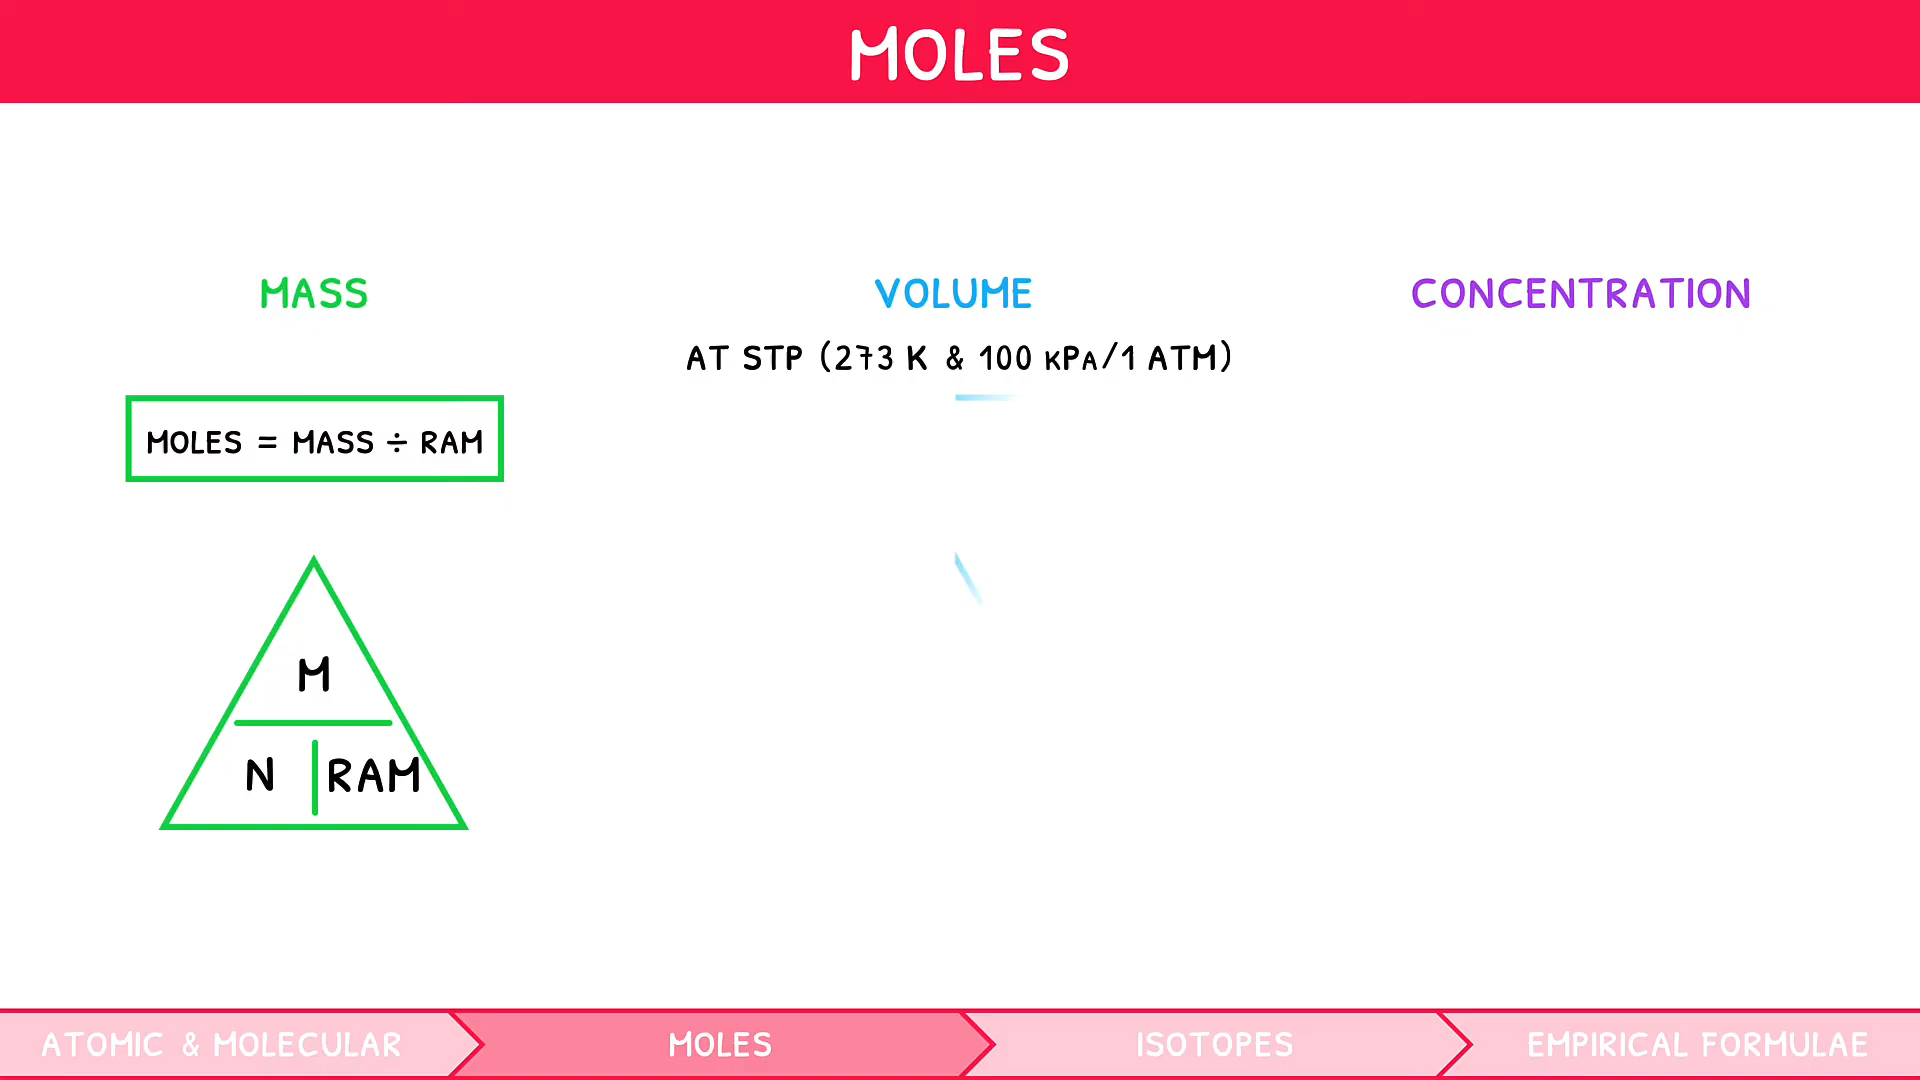 MOLES
MASS
MOLES = MASS ÷ RAM
M
N RAM
VOLUME
AT STP (273 K & 100 KPA/1 ATM)
CONCENTRATION
ATOMIC & MOLECULAR
MOLES
ISOTOPES
EMPIRICAL FORMULAE